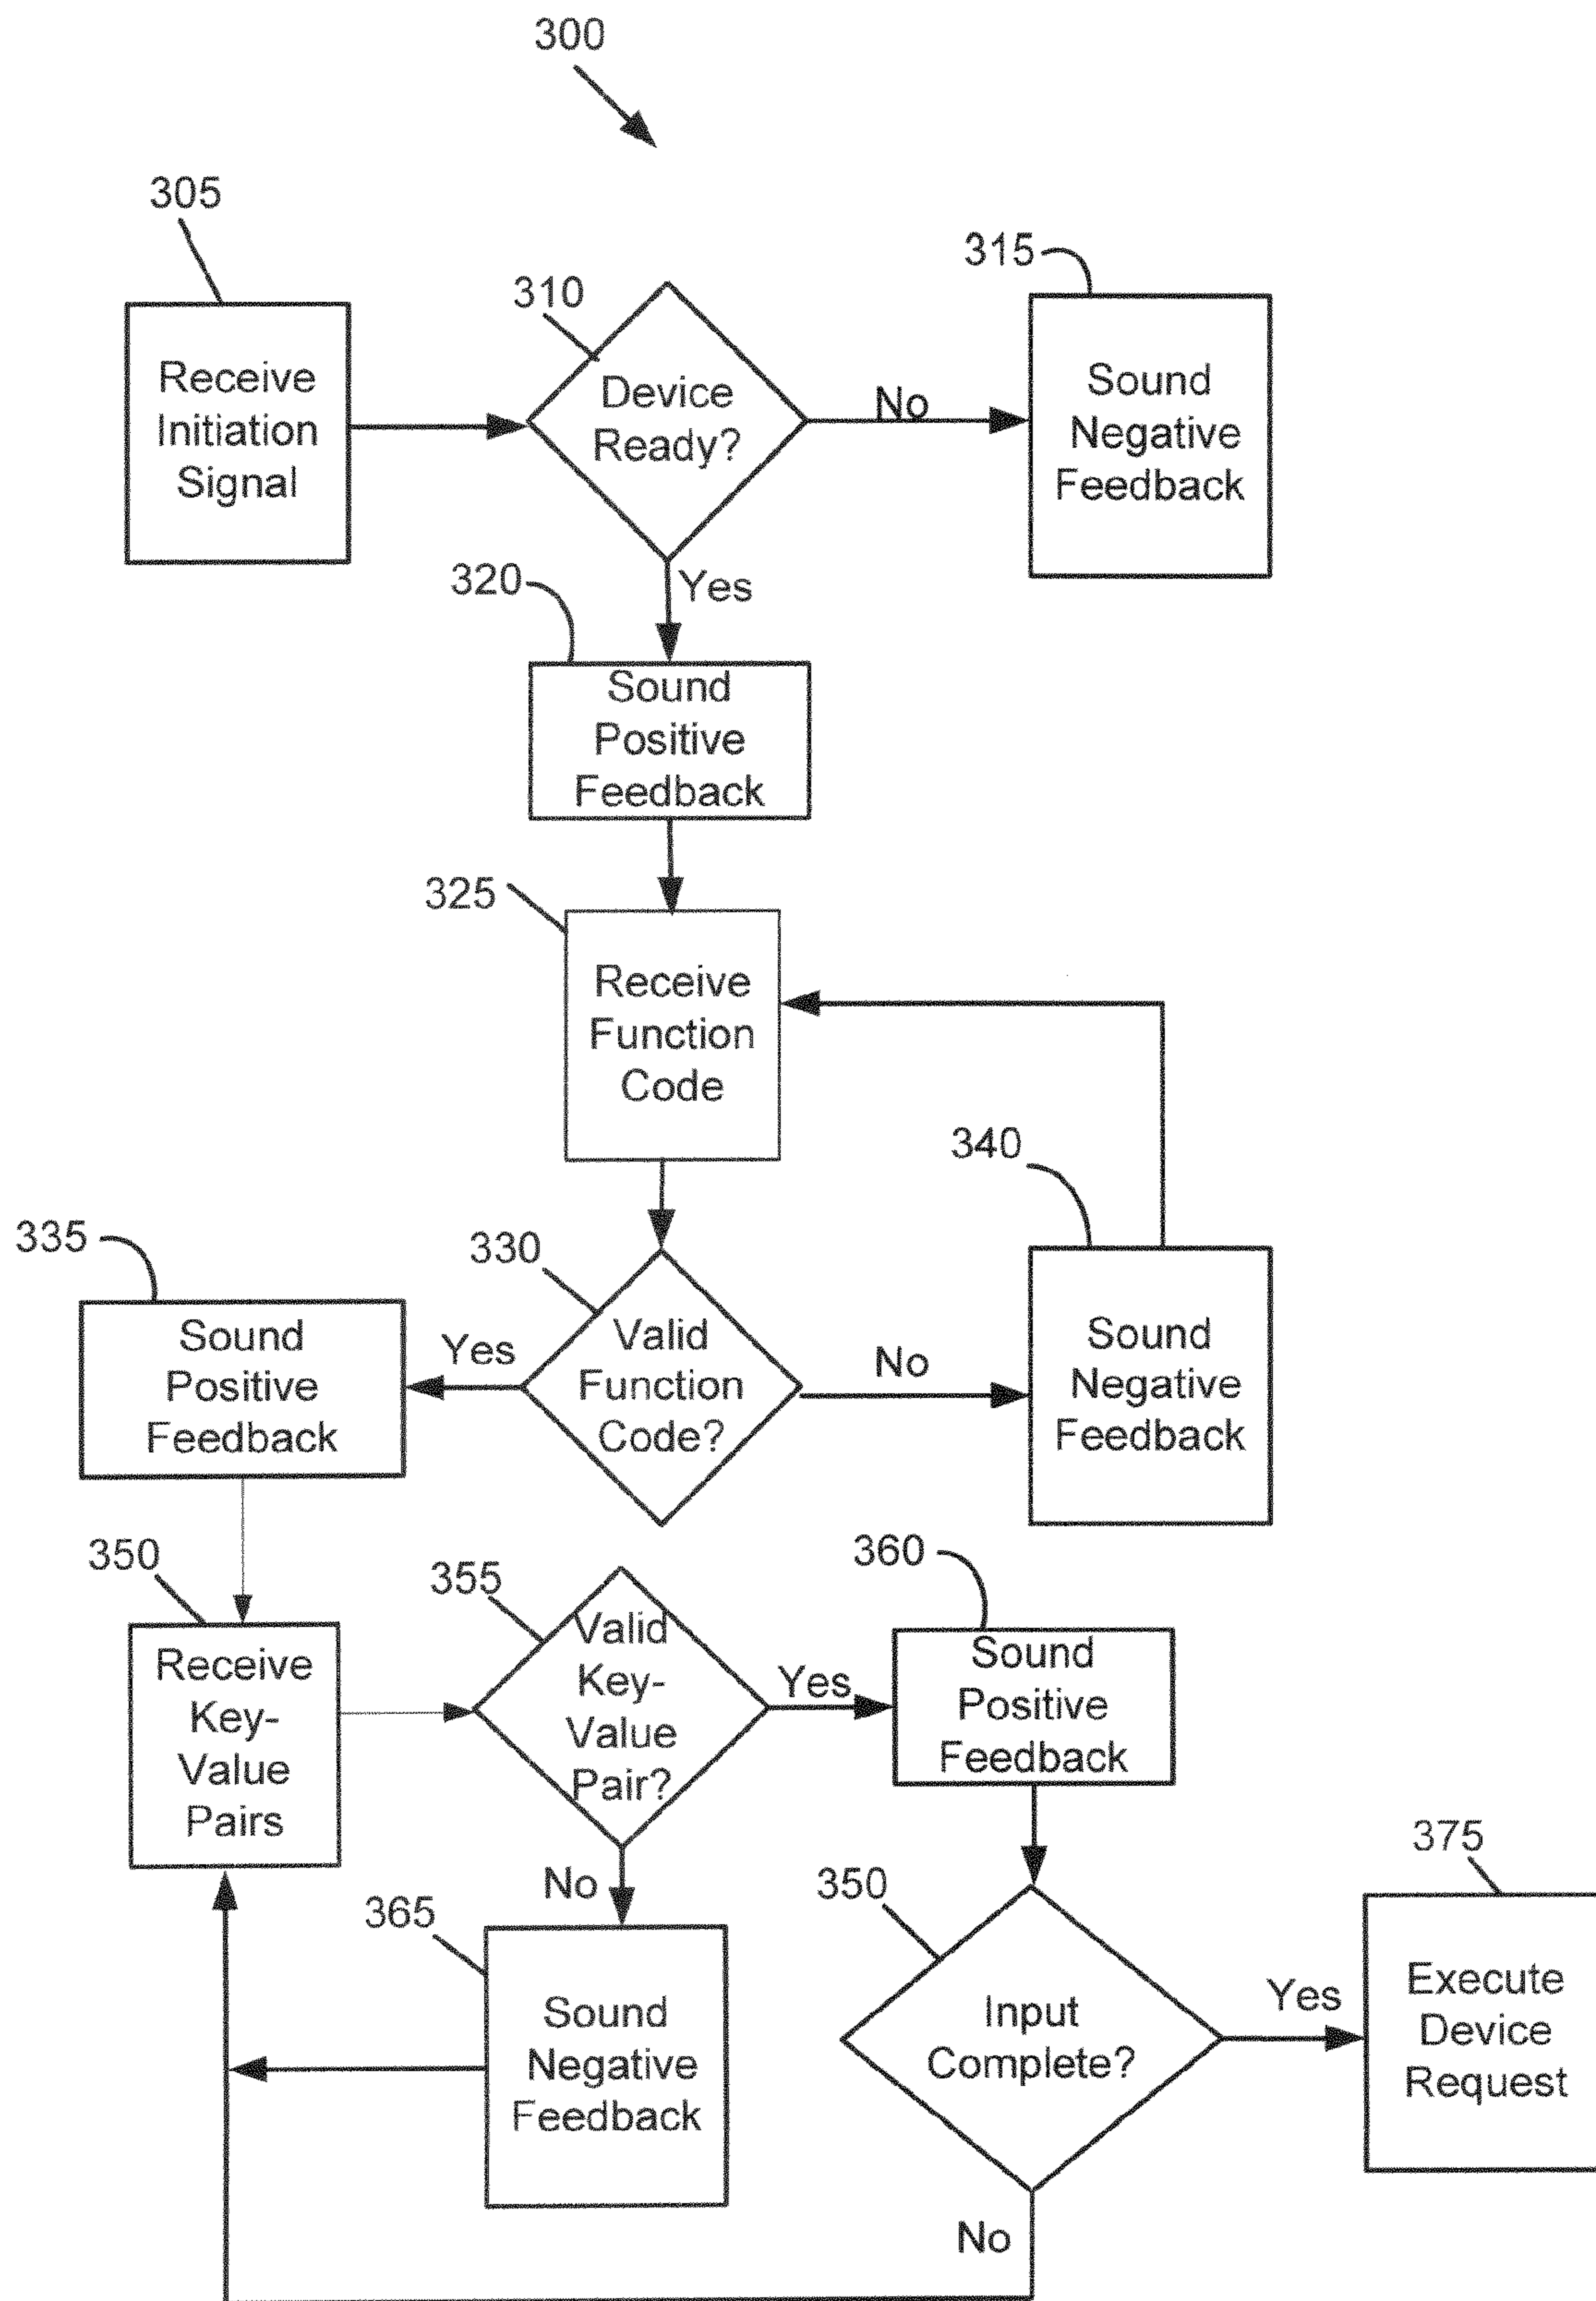 300
305
Receive
Initiation
Signal
310
Device
Ready?
No
315
Sound
Negative
Feedback
Yes
320
Sound
Positive
Feedback
325
Receive
Function
Code
330
Valid
Function
Code?
Yes
No
335
Sound
Positive
Feedback
340
Sound
Negative
Feedback
350
Receive
Key-
Value
Pairs
355
Valid
Key-
Value
Pair?
Yes
No
360
Sound
Positive
Feedback
365
Sound
Negative
Feedback
350
Input
Complete?
Yes
No
375
Execute
Device
Request